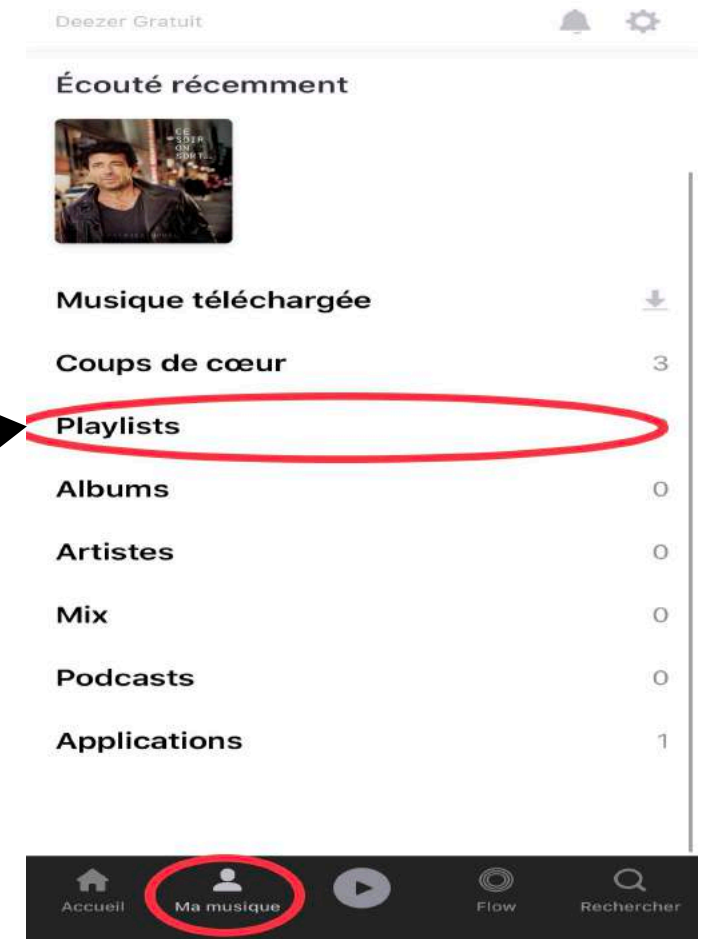 Deezer Gratuit
Écouté récemment
CE
SOIR
ON
SORT...
Musique téléchargée
Coups de cœur 3
Playlists
Albums 0
Artistes 0
Mix 0
Podcasts 0
Applications 1
Accueil Ma musique Flow Rechercher